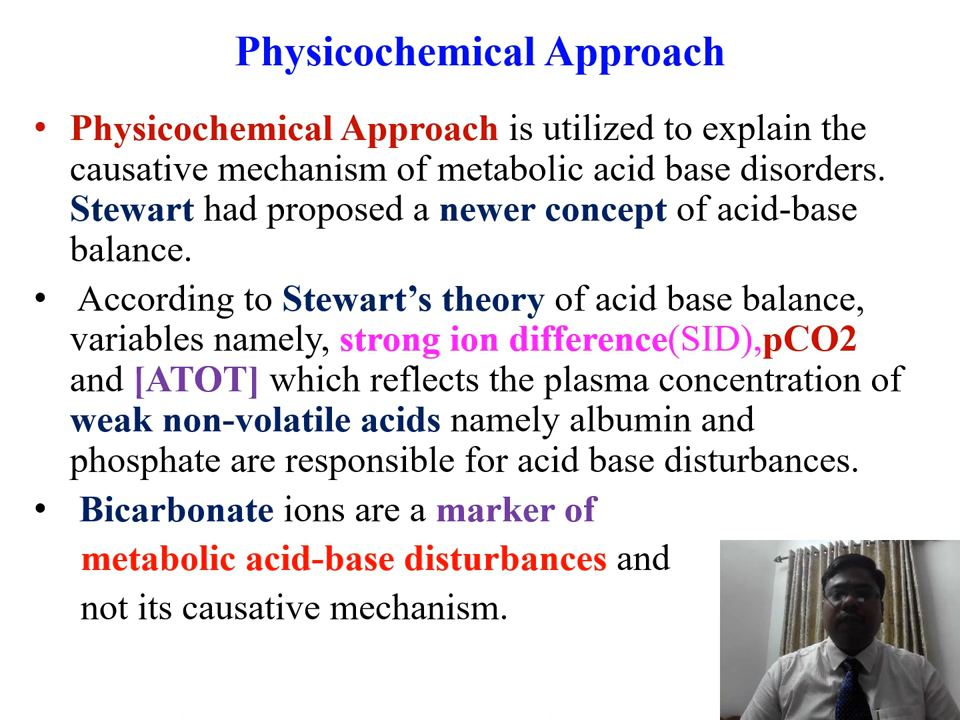 Physicochemical Approach
• Physicochemical Approach is utilized to explain the
causative mechanism of metabolic acid base disorders.
Stewart had proposed a newer concept of acid-base
balance.
• According to Stewart’s theory of acid base balance,
variables namely, strong ion difference(SID),pCO2
and [ATOT] which reflects the plasma concentration of
weak non-volatile acids namely albumin and
phosphate are responsible for acid base disturbances.
• Bicarbonate ions are a marker of
metabolic acid-base disturbances and
not its causative mechanism.